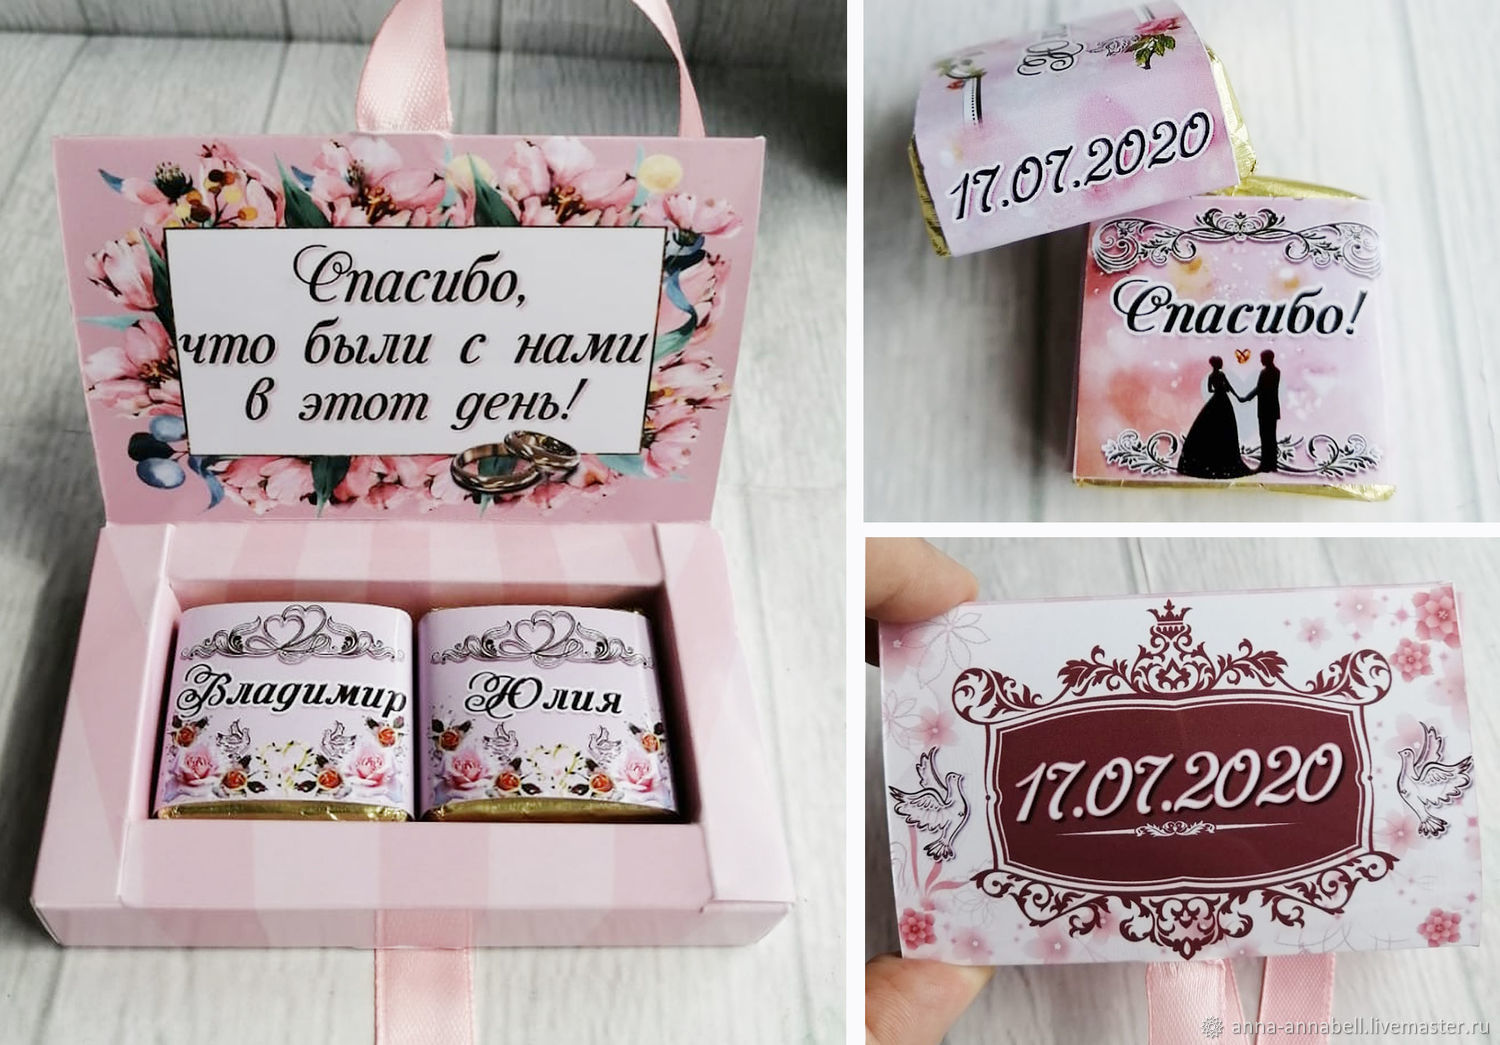 Спасибо,
что были с нами
в этот день!
Владимир
Юлия
17.07.2020
Спасибо!
17.07.2020
anna-annabell.livemaster.ru